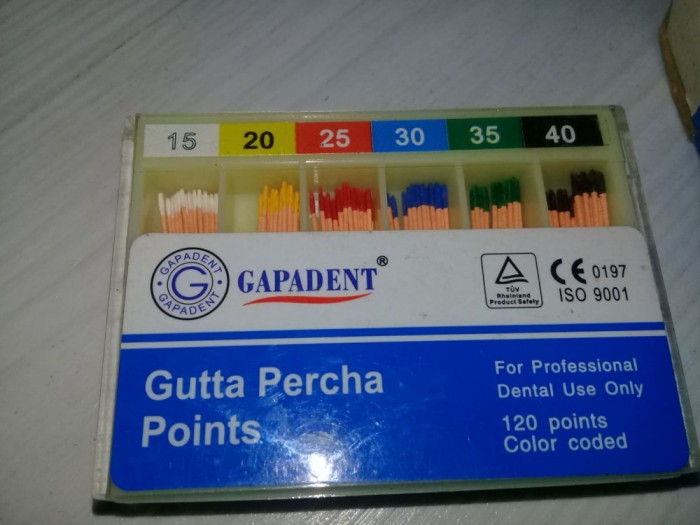 15 20 25 30 35 40
GAPADENT
G
GAPADENT
GAPADENT®
TÜV
Rheinland
Product Safety
CE 0197
ISO 9001
Gutta Percha
Points
For Professional
Dental Use Only
120 points
Color coded